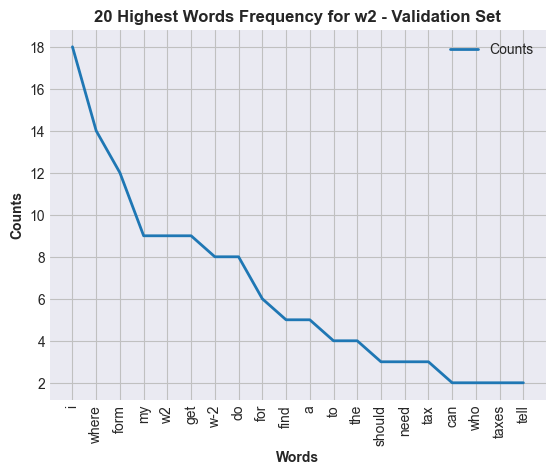 20 Highest Words Frequency for w2 - Validation Set
Counts
18
16
14
12
10
8
6
4
2
Counts
i
where
form
my
w2
get
w-2
do
for
find
a
to
the
should
need
tax
can
who
taxes
tell
Words